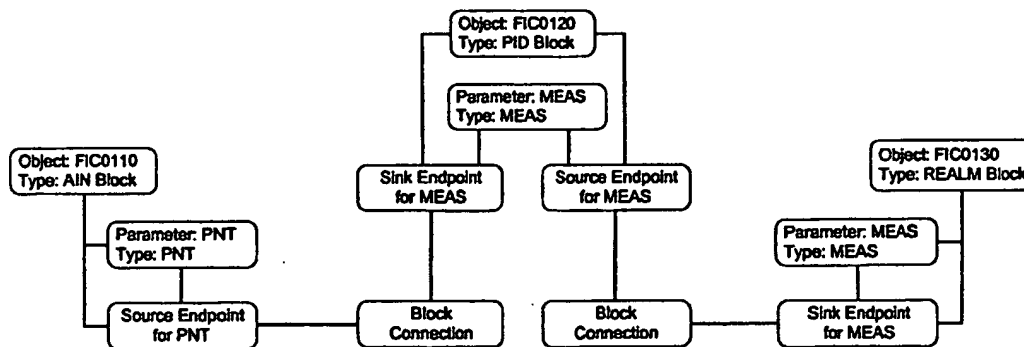 Object: FIC0120
Type: PID Block
Parameter: MEAS
Type: MEAS
Object: FIC0110
Type: AIN Block
Sink Endpoint
for MEAS
Source Endpoint
for MEAS
Object: FIC0130
Type: REALM Block
Parameter: PNT
Type: PNT
Parameter: MEAS
Type: MEAS
Source Endpoint
for PNT
Block
Connection
Block
Connection
Sink Endpoint
for MEAS